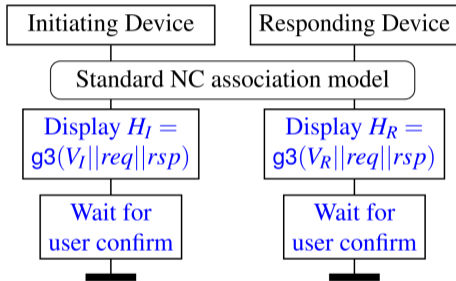 Initiating Device
Responding Device
Standard NC association model
Display H_I =
g3(V_I||req||rsp)
Display H_R =
g3(V_R||req||rsp)
Wait for
user confirm
Wait for
user confirm